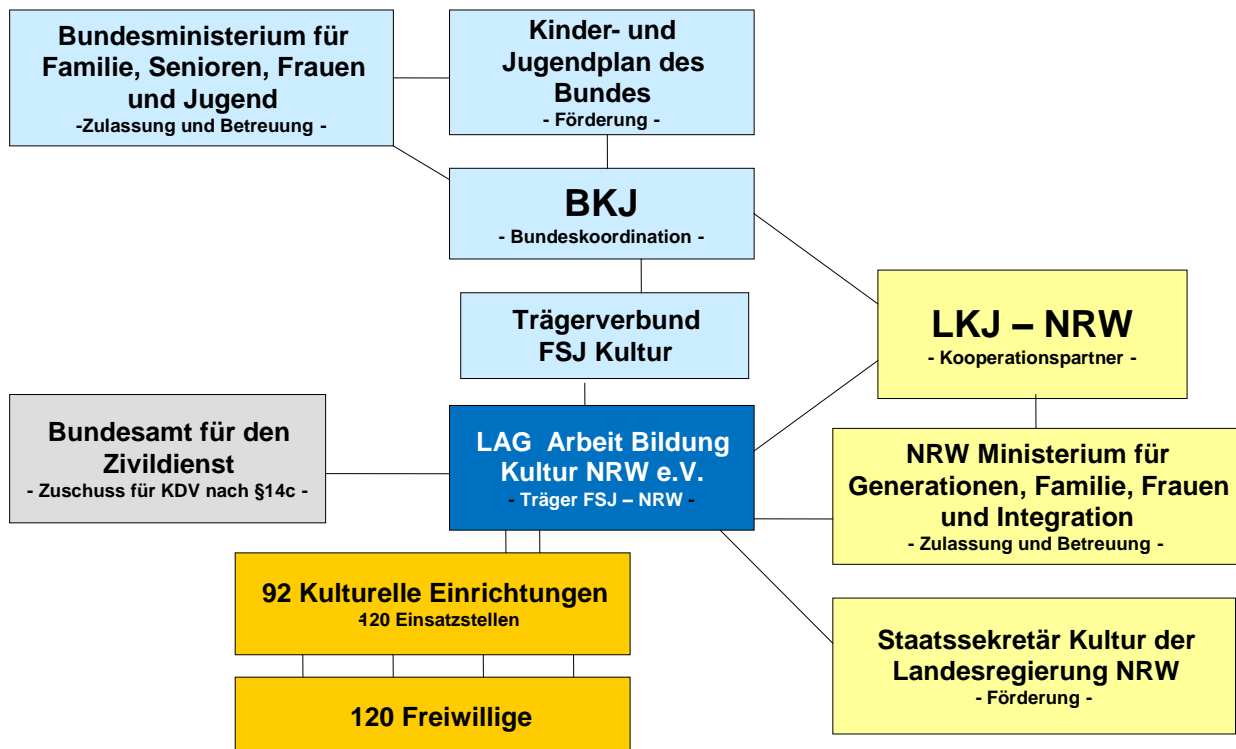 Bundesministerium für
Familie, Senioren, Frauen
und Jugend
-Zulassung und Betreuung -
Kinder- und
Jugendplan des
Bundes
- Förderung -
BKJ
- Bundeskoordination -
Trägerverbund
FSJ Kultur
LKJ – NRW
- Kooperationspartner -
Bundesamt für den
Zivildienst
- Zuschuss für KDV nach §14c -
LAG Arbeit Bildung
Kultur NRW e.V.
- Träger FSJ – NRW -
NRW Ministerium für
Generationen, Familie, Frauen
und Integration
- Zulassung und Betreuung -
92 Kulturelle Einrichtungen
-120 Einsatzstellen
Staatssekretär Kultur der
Landesregierung NRW
- Förderung -
120 Freiwillige